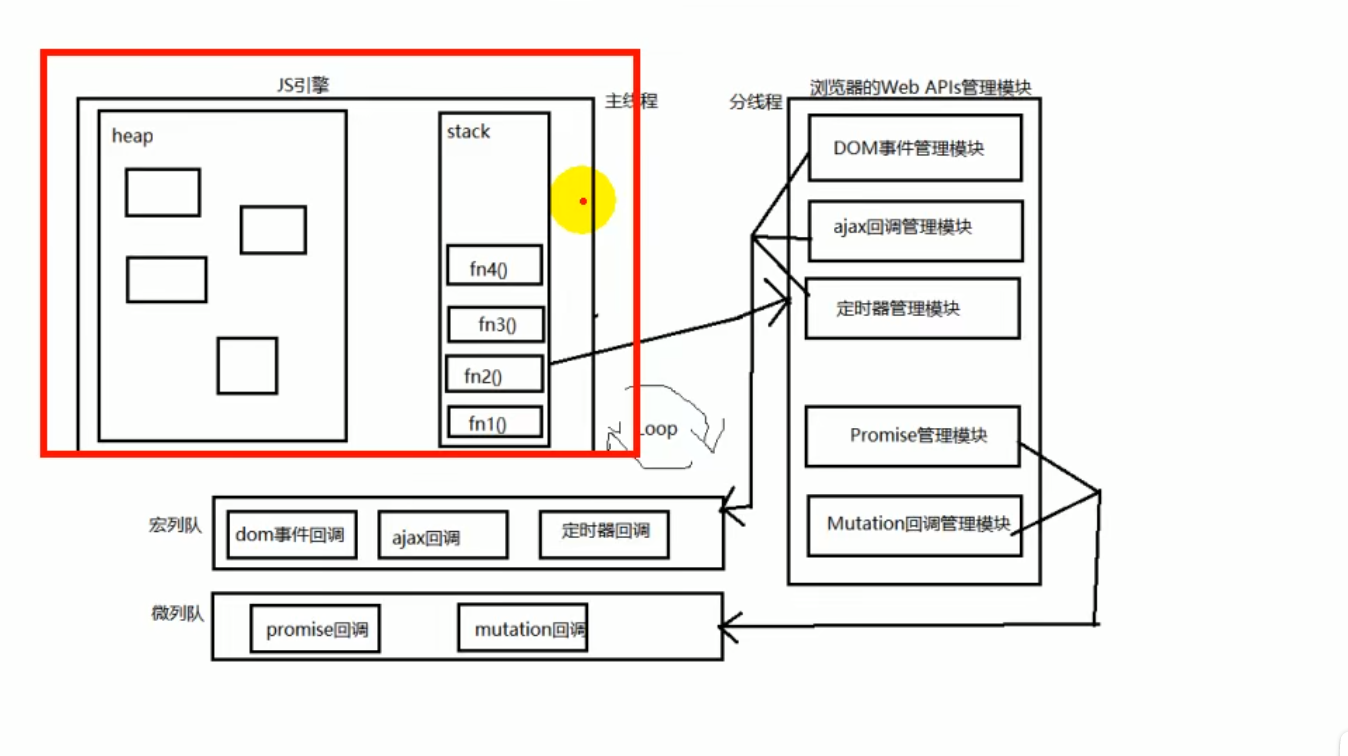 JS引擎
主线程
heap
stack
fn4()
fn3()
fn2()
fn1()
分线程
浏览器的Web APIs管理模块
DOM事件管理模块
ajax回调管理模块
定时器管理模块
Promise管理模块
Mutation回调管理模块
oop
宏列队
dom事件回调
ajax回调
定时器回调
微列队
promise回调
mutation回调